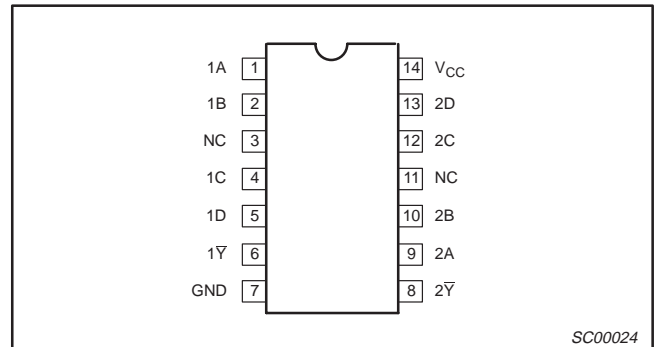 1A 1 14 VCC
1B 2 13 2D
NC 3 12 2C
1C 4 11 NC
1D 5 10 2B
1Y̅ 6 9 2A
GND 7 8 2Y̅
SC00024